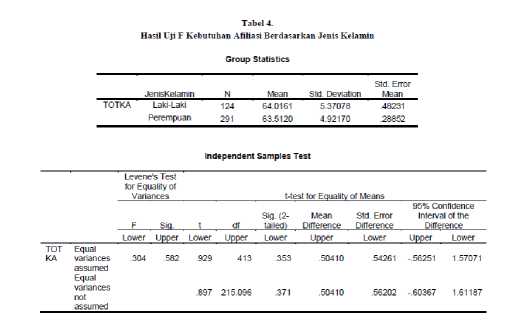 Tabel 4.
Hasil Uji F Kebutuhan Afiliasi Berdasarkan Jenis Kelamin
Group Statistics
JenisKelamin N Mean Std. Deviation Std. Error Mean
TOTKA Laki-Laki 124 64.0161 5.37078 .48231
Perempuan 291 63.5120 4.92170 .28852
Independent Samples Test
Levene's Test for Equality of Variances t-test for Equality of Means
F Sig. t df Sig. (2-tailed) Mean Difference Std. Error Difference 95% Confidence Interval of the Difference
Lower Upper Lower Upper Lower Upper Lower Upper Lower
TOTKA Equal variances assumed .304 .582 .929 413 .353 .50410 .54261 -.56251 1.57071
Equal variances not assumed .897 215.096 .371 .50410 .56202 -.60367 1.61187